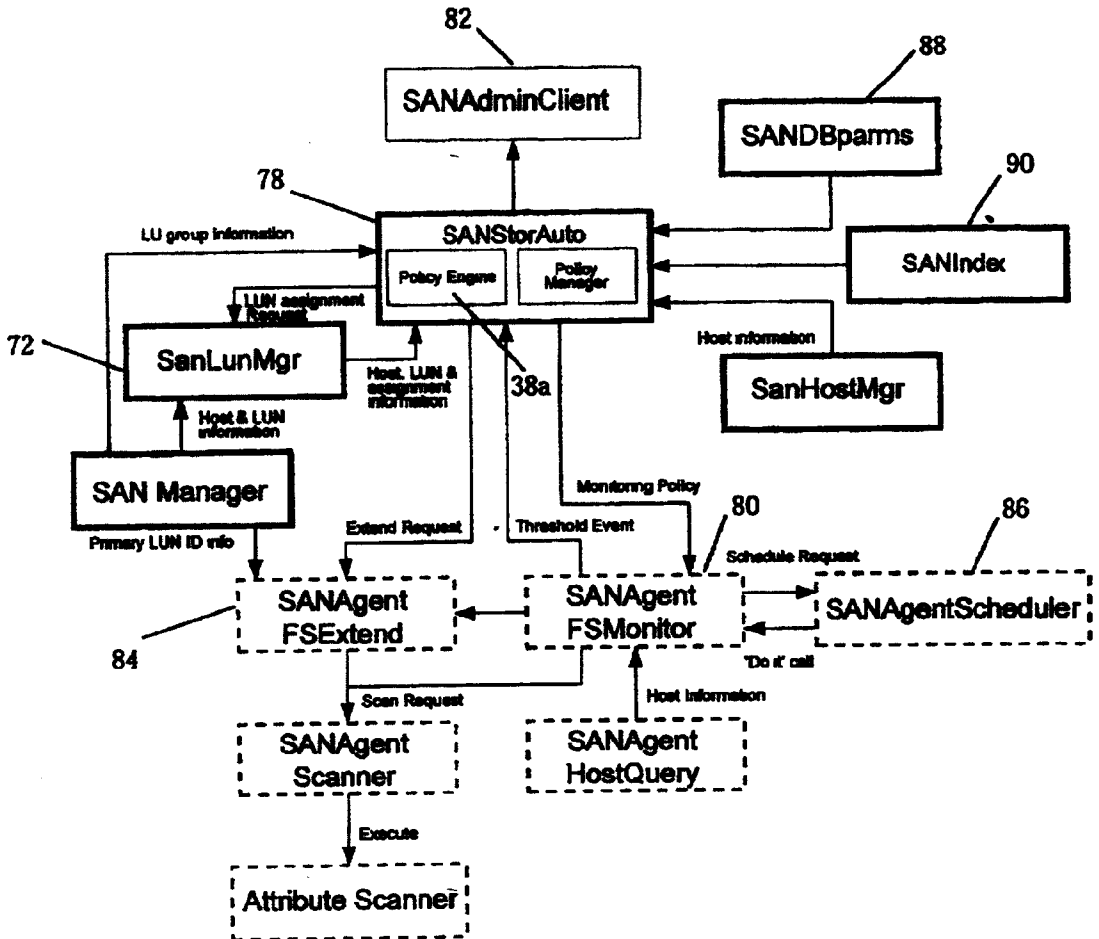 82
88
SANAdminClient
SANDBparms
90
78
LU group information
SANStorAuto
SANIndex
Policy Engine
Policy
Manager
LUN assignment
Request
Host information
72
SanLunMgr
38a
Host, LUN &
assignment
information
SanHostMgr
Host & LUN
information
SAN Manager
Monitoring Policy
80
86
Primary LUN ID info
Extend Request
Threshold Event
Schedule Request
SANAgent
FSExtend
SANAgent
FSMonitor
SANAgentScheduler
84
"Do it" call
Scan Request
Host Information
SANAgent
Scanner
SANAgent
HostQuery
Execute
Attribute Scanner